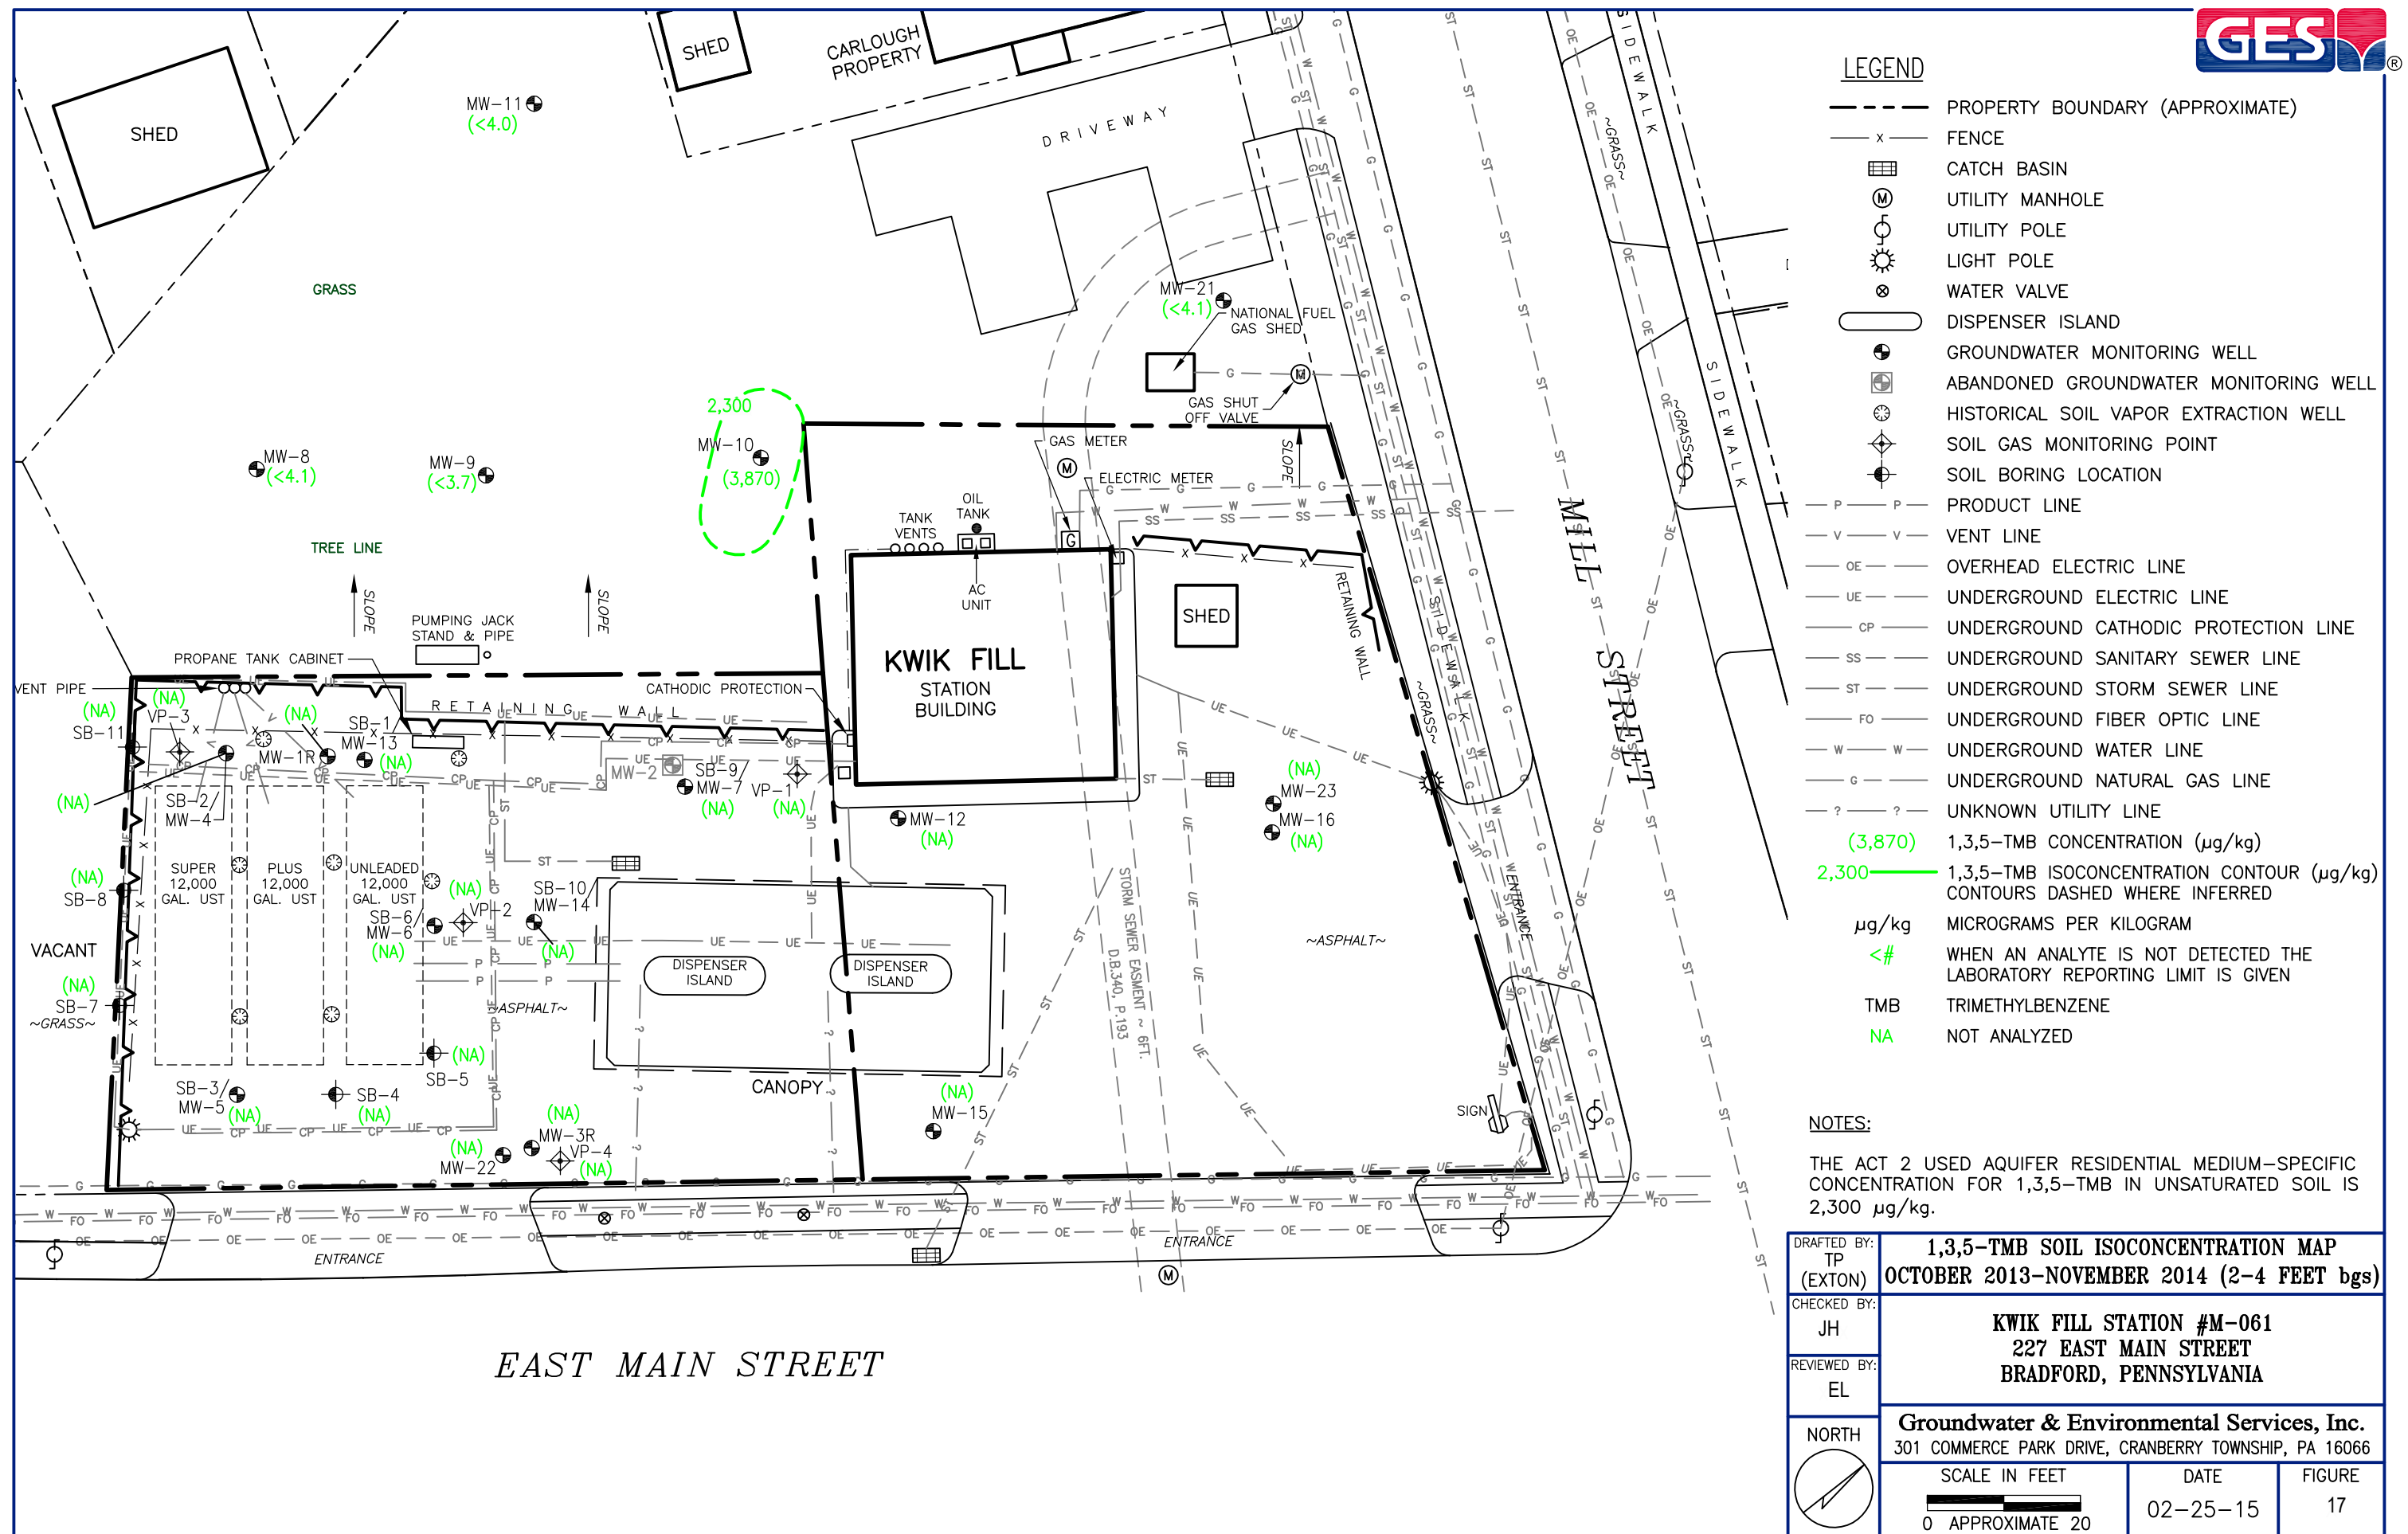 GES
®
LEGEND
PROPERTY BOUNDARY (APPROXIMATE)
x FENCE
CATCH BASIN
M UTILITY MANHOLE
UTILITY POLE
LIGHT POLE
WATER VALVE
DISPENSER ISLAND
GROUNDWATER MONITORING WELL
ABANDONED GROUNDWATER MONITORING WELL
HISTORICAL SOIL VAPOR EXTRACTION WELL
SOIL GAS MONITORING POINT
SOIL BORING LOCATION
P P PRODUCT LINE
V V VENT LINE
OE OVERHEAD ELECTRIC LINE
UE UNDERGROUND ELECTRIC LINE
CP UNDERGROUND CATHODIC PROTECTION LINE
SS UNDERGROUND SANITARY SEWER LINE
ST UNDERGROUND STORM SEWER LINE
FO UNDERGROUND FIBER OPTIC LINE
W W UNDERGROUND WATER LINE
G UNDERGROUND NATURAL GAS LINE
? ? UNKNOWN UTILITY LINE
(3,870) 1,3,5-TMB CONCENTRATION (µg/kg)
2,300 1,3,5-TMB ISOCONCENTRATION CONTOUR (µg/kg)
CONTOURS DASHED WHERE INFERRED
µg/kg MICROGRAMS PER KILOGRAM
<# WHEN AN ANALYTE IS NOT DETECTED THE
LABORATORY REPORTING LIMIT IS GIVEN
TMB TRIMETHYLBENZENE
NA NOT ANALYZED
NOTES:
THE ACT 2 USED AQUIFER RESIDENTIAL MEDIUM-SPECIFIC
CONCENTRATION FOR 1,3,5-TMB IN UNSATURATED SOIL IS
2,300 µg/kg.
DRAFTED BY:
TP
(EXTON)
1,3,5-TMB SOIL ISOCONCENTRATION MAP
OCTOBER 2013-NOVEMBER 2014 (2-4 FEET bgs)
CHECKED BY:
JH
KWIK FILL STATION #M-061
227 EAST MAIN STREET
BRADFORD, PENNSYLVANIA
REVIEWED BY:
EL
Groundwater & Environmental Services, Inc.
301 COMMERCE PARK DRIVE, CRANBERRY TOWNSHIP, PA 16066
NORTH
SCALE IN FEET
0 APPROXIMATE 20
DATE
02-25-15
FIGURE
17
SHED
SHED
CARLOUGH
PROPERTY
MW-11
(<4.0)
DRIVEWAY
SIDEWALK
~GRASS~
GRASS
MW-21
(<4.1)
NATIONAL FUEL
GAS SHED
GAS SHUT
OFF VALVE
SIDEWALK
~GRASS~
2,300
MW-10
(3,870)
MW-8
(<4.1)
MW-9
(<3.7)
GAS METER
M
ELECTRIC METER
SLOPE
OIL
TANK
TANK
VENTS
G
AC
UNIT
TREE LINE
SLOPE
SLOPE
PUMPING JACK
STAND & PIPE
PROPANE TANK CABINET
VENT PIPE
KWIK FILL
STATION
BUILDING
SHED
RETAINING WALL
SIDEWALK
~GRASS~
MILL STREET
CATHODIC PROTECTION
RETAINING WALL
(NA)
(NA)
VP-3
SB-11
(NA)
SB-1/
MW-13
(NA)
MW-1R
MW-2
SB-9/
MW-7
(NA)
VP-1
(NA)
MW-12
(NA)
(NA)
MW-23
MW-16
(NA)
(NA)
SB-2/
MW-4
SUPER
12,000
GAL. UST
PLUS
12,000
GAL. UST
UNLEADED
12,000
GAL. UST
(NA)
SB-8
VACANT
(NA)
SB-7
~GRASS~
(NA)
VP-2
SB-6/
MW-6
(NA)
SB-10/
MW-14
(NA)
DISPENSER
ISLAND
DISPENSER
ISLAND
~ASPHALT~
~ASPHALT~
STORM SEWER EASMENT ~ 6FT.
D.B.340, P.193
ENTRANCE
(NA)
SB-5
CANOPY
SB-3/
MW-5
(NA)
SB-4
(NA)
(NA)
MW-3R
VP-4
(NA)
(NA)
MW-22
(NA)
MW-15
SIGN
ENTRANCE
ENTRANCE
M
EAST MAIN STREET